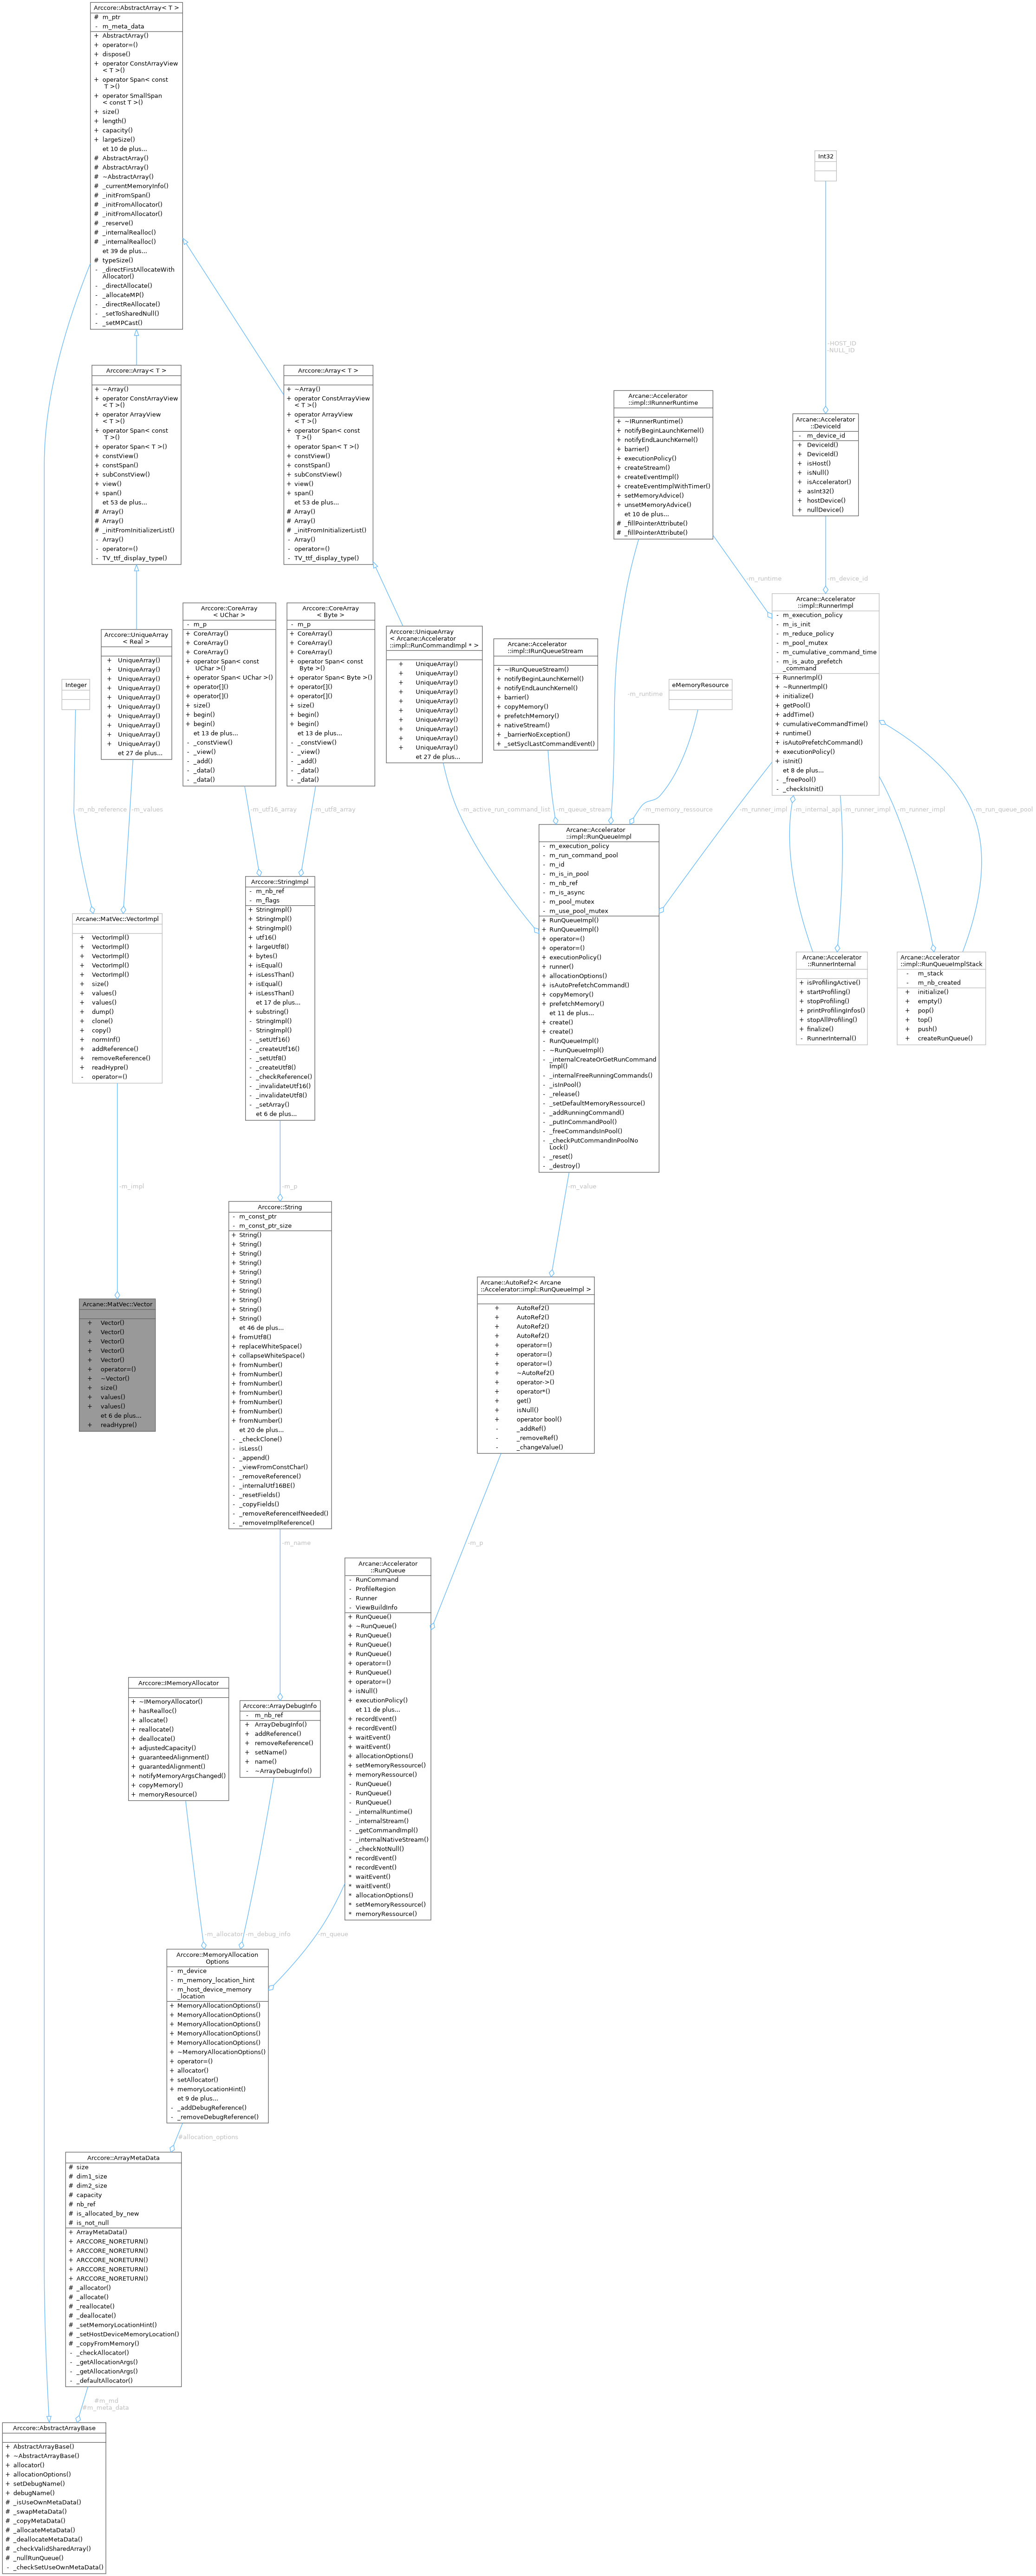 Arccore::AbstractArray< T >
# m_ptr
- m_meta_data
+ AbstractArray()
+ operator=()
+ dispose()
+ operator ConstArrayView
< T >()
+ operator Span< const
T >()
+ operator SmallSpan
< const T >()
+ size()
+ length()
+ capacity()
+ largeSize()
et 10 de plus...
# AbstractArray()
# AbstractArray()
# ~AbstractArray()
# _currentMemoryInfo()
# _initFromSpan()
# _initFromAllocator()
# _initFromAllocator()
# _reserve()
# _internalRealloc()
# _internalRealloc()
et 39 de plus...
# typeSize()
- _directFirstAllocateWith
Allocator()
- _directAllocate()
- _allocateMP()
- _directReAllocate()
- _setToSharedNull()
- _setMPCast()
Int32
-HOST_ID
-NULL_ID
Arccore::Array< T >
+ ~Array()
+ operator ConstArrayView
< T >()
+ operator ArrayView
< T >()
+ operator Span< const
T >()
+ operator Span< T >()
+ constView()
+ constSpan()
+ subConstView()
+ view()
+ span()
et 53 de plus...
# Array()
# Array()
# _initFromInitializerList()
- Array()
- operator=()
- TV_ttf_display_type()
Arccore::Array< T >
+ ~Array()
+ operator ConstArrayView
< T >()
+ operator ArrayView
< T >()
+ operator Span< const
T >()
+ operator Span< T >()
+ constView()
+ constSpan()
+ subConstView()
+ view()
+ span()
et 53 de plus...
# Array()
# Array()
# _initFromInitializerList()
- Array()
- operator=()
- TV_ttf_display_type()
Arcane::Accelerator
::impl::IRunnerRuntime
+ ~IRunnerRuntime()
+ notifyBeginLaunchKernel()
+ notifyEndLaunchKernel()
+ barrier()
+ executionPolicy()
+ createStream()
+ createEventImpl()
+ createEventImplWithTimer()
+ setMemoryAdvice()
+ unsetMemoryAdvice()
et 10 de plus...
# _fillPointerAttribute()
# _fillPointerAttribute()
Arcane::Accelerator
::DeviceId
- m_device_id
+ DeviceId()
+ DeviceId()
+ isHost()
+ isNull()
+ isAccelerator()
+ asInt32()
+ hostDevice()
+ nullDevice()
-m_runtime
-m_device_id
Integer
Arccore::UniqueArray
< Real >
+ UniqueArray()
+ UniqueArray()
+ UniqueArray()
+ UniqueArray()
+ UniqueArray()
+ UniqueArray()
+ UniqueArray()
+ UniqueArray()
+ UniqueArray()
+ UniqueArray()
et 27 de plus...
Arccore::CoreArray
< UChar >
- m_p
+ CoreArray()
+ CoreArray()
+ CoreArray()
+ operator Span< const
UChar >()
+ operator Span< UChar >()
+ operator[]()
+ operator[]()
+ size()
+ begin()
+ begin()
et 13 de plus...
- _constView()
- _view()
- _add()
- _data()
- _data()
Arccore::CoreArray
< Byte >
- m_p
+ CoreArray()
+ CoreArray()
+ CoreArray()
+ operator Span< const
Byte >()
+ operator Span< Byte >()
+ operator[]()
+ operator[]()
+ size()
+ begin()
+ begin()
et 13 de plus...
- _constView()
- _view()
- _add()
- _data()
- _data()
Arccore::UniqueArray
< Arcane::Accelerator
::impl::RunCommandImpl * >
+ UniqueArray()
+ UniqueArray()
+ UniqueArray()
+ UniqueArray()
+ UniqueArray()
+ UniqueArray()
+ UniqueArray()
+ UniqueArray()
+ UniqueArray()
+ UniqueArray()
et 27 de plus...
Arcane::Accelerator
::impl::IRunQueueStream
+ ~IRunQueueStream()
+ notifyBeginLaunchKernel()
+ notifyEndLaunchKernel()
+ barrier()
+ copyMemory()
+ prefetchMemory()
+ nativeStream()
+ _barrierNoException()
+ _setSyclLastCommandEvent()
-m_runtime
eMemoryResource
Arcane::Accelerator
::impl::RunnerImpl
- m_execution_policy
- m_is_init
- m_reduce_policy
- m_pool_mutex
- m_cumulative_command_time
- m_is_auto_prefetch
_command
+ RunnerImpl()
+ ~RunnerImpl()
+ initialize()
+ getPool()
+ addTime()
+ cumulativeCommandTime()
+ runtime()
+ isAutoPrefetchCommand()
+ executionPolicy()
+ isInit()
et 8 de plus...
- _freePool()
- _checkIsInit()
-m_nb_reference
-m_values
-m_utf16_array
-m_utf8_array
-m_active_run_command_list
-m_queue_stream
-m_memory_ressource
-m_runner_impl
-m_internal_api
-m_runner_impl
-m_runner_impl
-m_run_queue_pool
Arcane::MatVec::VectorImpl
+ VectorImpl()
+ VectorImpl()
+ VectorImpl()
+ VectorImpl()
+ VectorImpl()
+ size()
+ values()
+ values()
+ dump()
+ clone()
+ copy()
+ normInf()
+ addReference()
+ removeReference()
+ readHypre()
- operator=()
Arccore::StringImpl
- m_nb_ref
- m_flags
+ StringImpl()
+ StringImpl()
+ StringImpl()
+ utf16()
+ largeUtf8()
+ bytes()
+ isEqual()
+ isLessThan()
+ isEqual()
+ isLessThan()
et 17 de plus...
+ substring()
- StringImpl()
- StringImpl()
- _setUtf16()
- _createUtf16()
- _setUtf8()
- _createUtf8()
- _checkReference()
- _invalidateUtf16()
- _invalidateUtf8()
- _setArray()
et 6 de plus...
Arcane::Accelerator
::impl::RunQueueImpl
- m_execution_policy
- m_run_command_pool
- m_id
- m_is_in_pool
- m_nb_ref
- m_is_async
- m_pool_mutex
- m_use_pool_mutex
+ RunQueueImpl()
+ RunQueueImpl()
+ operator=()
+ operator=()
+ executionPolicy()
+ runner()
+ allocationOptions()
+ isAutoPrefetchCommand()
+ copyMemory()
+ prefetchMemory()
et 11 de plus...
+ create()
+ create()
- RunQueueImpl()
- ~RunQueueImpl()
- _internalCreateOrGetRunCommand
Impl()
- _internalFreeRunningCommands()
- _isInPool()
- _release()
- _setDefaultMemoryRessource()
- _addRunningCommand()
- _putInCommandPool()
- _freeCommandsInPool()
- _checkPutCommandInPoolNo
Lock()
- _reset()
- _destroy()
Arcane::Accelerator
::RunnerInternal
+ isProfilingActive()
+ startProfiling()
+ stopProfiling()
+ printProfilingInfos()
+ stopAllProfiling()
+ finalize()
- RunnerInternal()
Arcane::Accelerator
::impl::RunQueueImplStack
- m_stack
- m_nb_created
+ initialize()
+ empty()
+ pop()
+ top()
+ push()
+ createRunQueue()
-m_impl
-m_p
-m_value
Arcane::MatVec::Vector
+ Vector()
+ Vector()
+ Vector()
+ Vector()
+ Vector()
+ operator=()
+ ~Vector()
+ size()
+ values()
+ values()
et 6 de plus...
+ readHypre()
Arccore::String
- m_const_ptr
- m_const_ptr_size
+ String()
+ String()
+ String()
+ String()
+ String()
+ String()
+ String()
+ String()
+ String()
+ String()
et 46 de plus...
+ fromUtf8()
+ replaceWhiteSpace()
+ collapseWhiteSpace()
+ fromNumber()
+ fromNumber()
+ fromNumber()
+ fromNumber()
+ fromNumber()
+ fromNumber()
+ fromNumber()
et 20 de plus...
- _checkClone()
- isLess()
- _append()
- _viewFromConstChar()
- _removeReference()
- _internalUtf16BE()
- _resetFields()
- _copyFields()
- _removeReferenceIfNeeded()
- _removeImplReference()
Arcane::AutoRef2< Arcane
::Accelerator::impl::RunQueueImpl >
+ AutoRef2()
+ AutoRef2()
+ AutoRef2()
+ AutoRef2()
+ operator=()
+ operator=()
+ operator=()
+ ~AutoRef2()
+ operator->()
+ operator*()
+ get()
+ isNull()
+ operator bool()
- _addRef()
- _removeRef()
- _changeValue()
-m_name
-m_p
Arcane::Accelerator
::RunQueue
- RunCommand
- ProfileRegion
- Runner
- ViewBuildInfo
+ RunQueue()
+ ~RunQueue()
+ RunQueue()
+ RunQueue()
+ RunQueue()
+ operator=()
+ RunQueue()
+ operator=()
+ isNull()
+ executionPolicy()
et 11 de plus...
+ recordEvent()
+ recordEvent()
+ waitEvent()
+ waitEvent()
+ allocationOptions()
+ setMemoryRessource()
+ memoryRessource()
- RunQueue()
- RunQueue()
- RunQueue()
- _internalRuntime()
- _internalStream()
- _getCommandImpl()
- _internalNativeStream()
- _checkNotNull()
* recordEvent()
* recordEvent()
* waitEvent()
* waitEvent()
* allocationOptions()
* setMemoryRessource()
* memoryRessource()
Arccore::IMemoryAllocator
+ ~IMemoryAllocator()
+ hasRealloc()
+ allocate()
+ reallocate()
+ deallocate()
+ adjustedCapacity()
+ guaranteedAlignment()
+ guarantedAlignment()
+ notifyMemoryArgsChanged()
+ copyMemory()
+ memoryResource()
Arccore::ArrayDebugInfo
- m_nb_ref
+ ArrayDebugInfo()
+ addReference()
+ removeReference()
+ setName()
+ name()
- ~ArrayDebugInfo()
-m_allocator
-m_debug_info
-m_queue
Arccore::MemoryAllocation
Options
- m_device
- m_memory_location_hint
- m_host_device_memory
_location
+ MemoryAllocationOptions()
+ MemoryAllocationOptions()
+ MemoryAllocationOptions()
+ MemoryAllocationOptions()
+ MemoryAllocationOptions()
+ ~MemoryAllocationOptions()
+ operator=()
+ allocator()
+ setAllocator()
+ memoryLocationHint()
et 9 de plus...
- _addDebugReference()
- _removeDebugReference()
#allocation_options
Arccore::ArrayMetaData
# size
# dim1_size
# dim2_size
# capacity
# nb_ref
# is_allocated_by_new
# is_not_null
+ ArrayMetaData()
+ ARCCORE_NORETURN()
+ ARCCORE_NORETURN()
+ ARCCORE_NORETURN()
+ ARCCORE_NORETURN()
+ ARCCORE_NORETURN()
# _allocator()
# _allocate()
# _reallocate()
# _deallocate()
# _setMemoryLocationHint()
# _setHostDeviceMemoryLocation()
# _copyFromMemory()
- _checkAllocator()
- _getAllocationArgs()
- _getAllocationArgs()
- _defaultAllocator()
#m_md
#m_meta_data
Arccore::AbstractArrayBase
+ AbstractArrayBase()
+ ~AbstractArrayBase()
+ allocator()
+ allocationOptions()
+ setDebugName()
+ debugName()
# _isUseOwnMetaData()
# _swapMetaData()
# _copyMetaData()
# _allocateMetaData()
# _deallocateMetaData()
# _checkValidSharedArray()
# _nullRunQueue()
- _checkSetUseOwnMetaData()